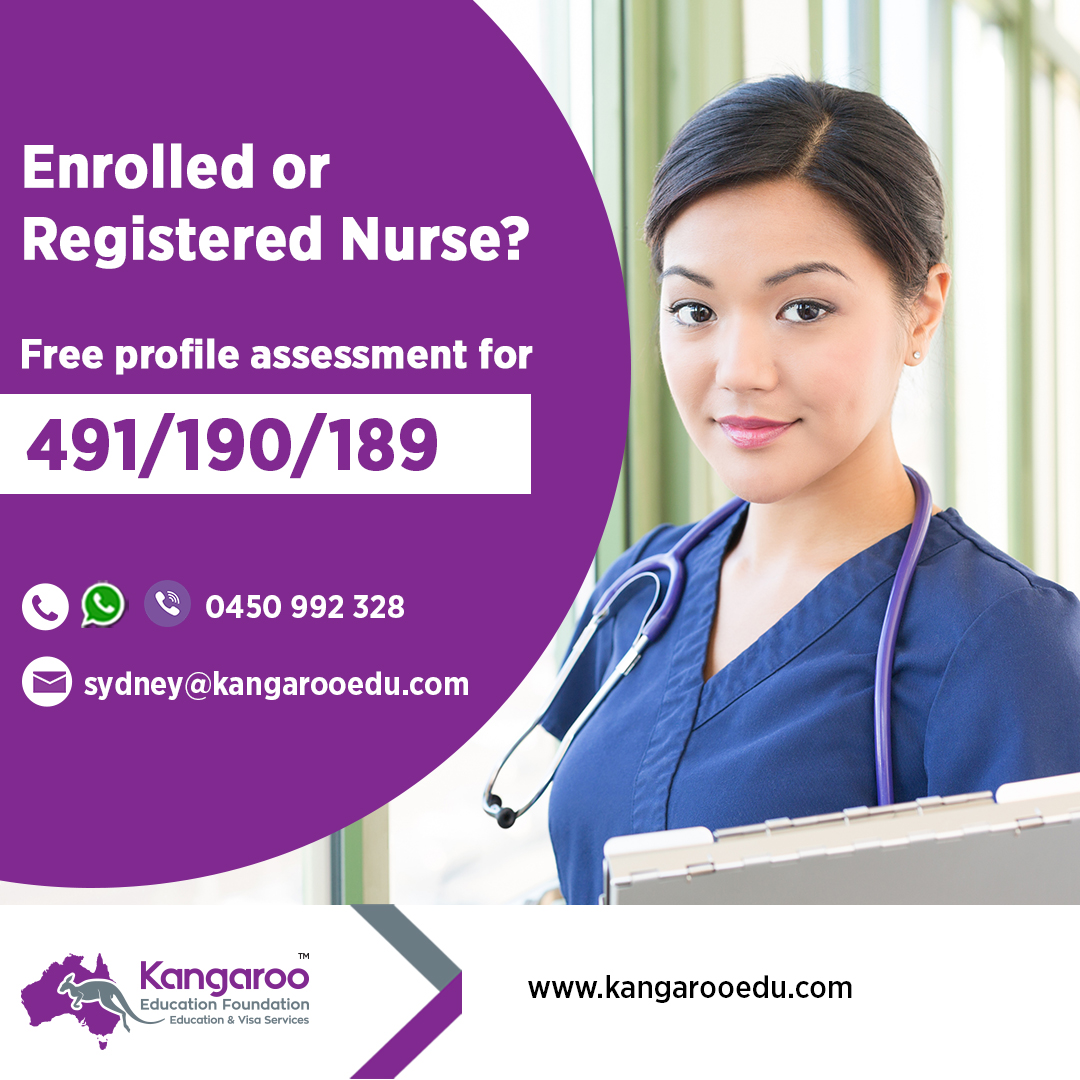 Enrolled or
Registered Nurse?
Free profile assessment for
491/190/189
0450 992 328
sydney@kangarooedu.com
Kangaroo™
Education Foundation
Education & Visa Services
www.kangarooedu.com